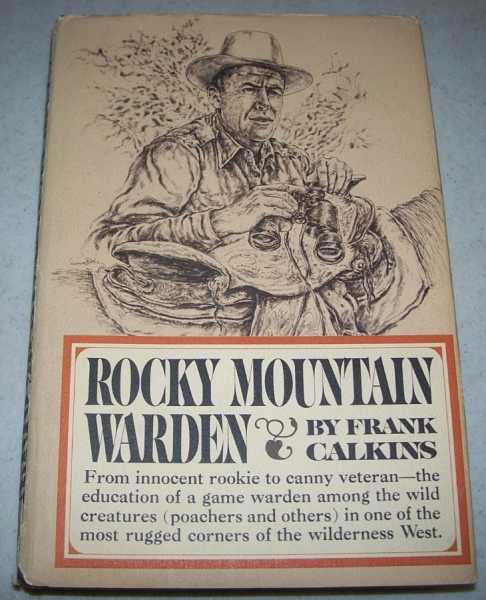 ROCKY MOUNTAIN
WARDEN BY FRANK
CALKINS
From innocent rookie to canny veteran—the
education of a game warden among the wild
creatures (poachers and others) in one of the
most rugged corners of the wilderness West.